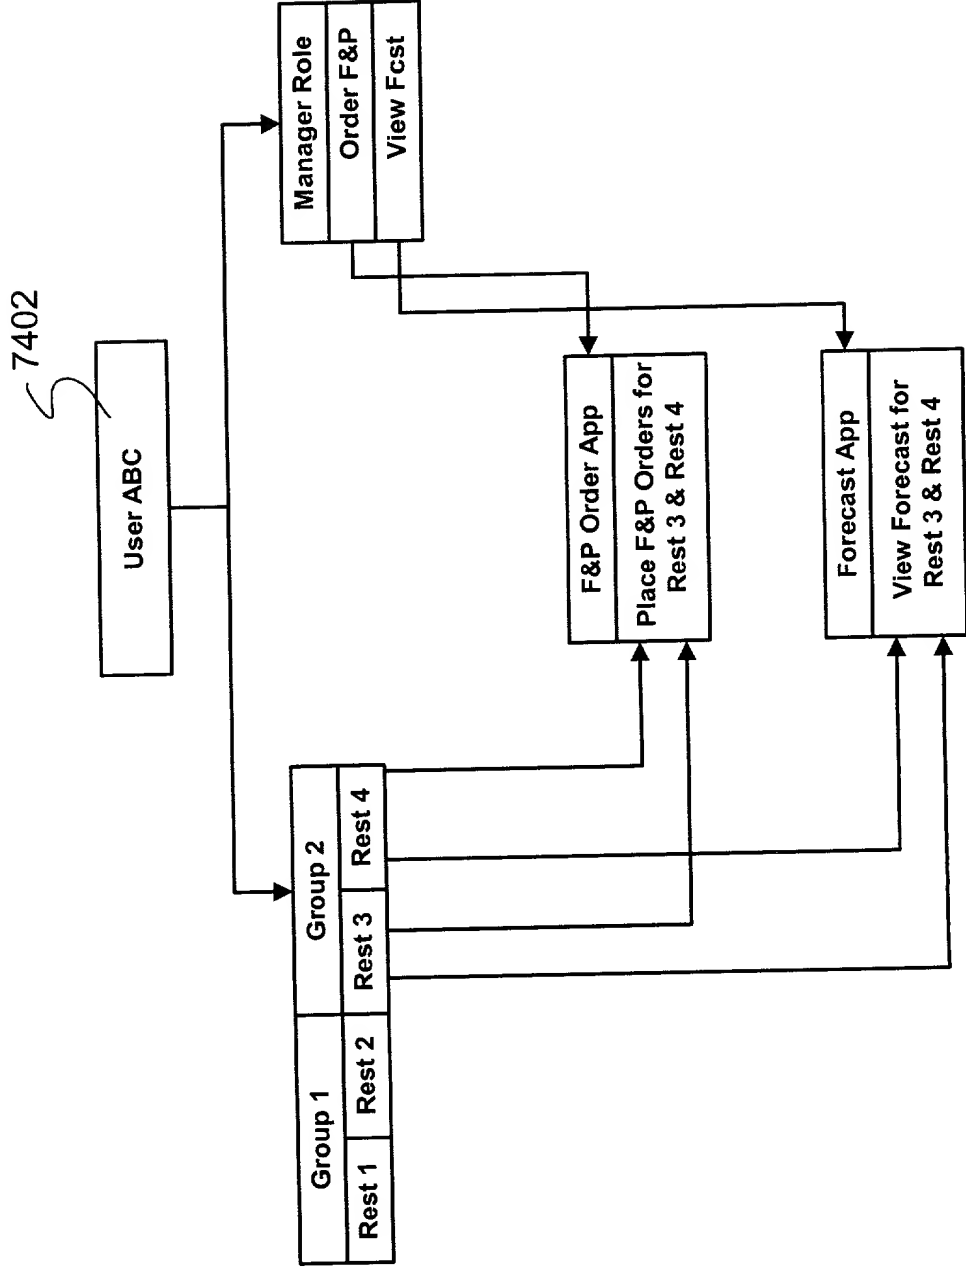 7402
User ABC
Group 1
Group 2
Rest 1
Rest 2
Rest 3
Rest 4
Manager Role
Order F&P
View Fcst
F&P Order App
Place F&P Orders for
Rest 3 & Rest 4
Forecast App
View Forecast for
Rest 3 & Rest 4